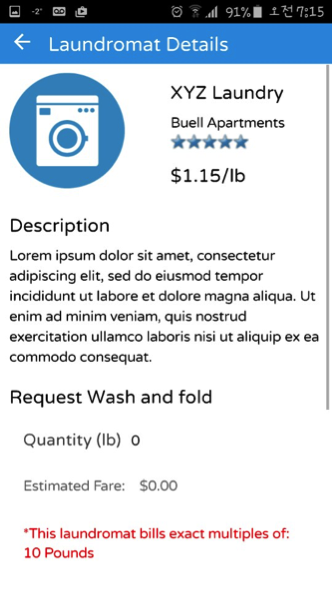 -2° 91% 오전 7:15
Laundromat Details
XYZ Laundry
Buell Apartments
$1.15/lb
Description
Lorem ipsum dolor sit amet, consectetur
adipiscing elit, sed do eiusmod tempor
incididunt ut labore et dolore magna aliqua. Ut
enim ad minim veniam, quis nostrud
exercitation ullamco laboris nisi ut aliquip ex ea
commodo consequat.
Request Wash and fold
Quantity (lb) 0
Estimated Fare: $0.00
*This laundromat bills exact multiples of:
10 Pounds